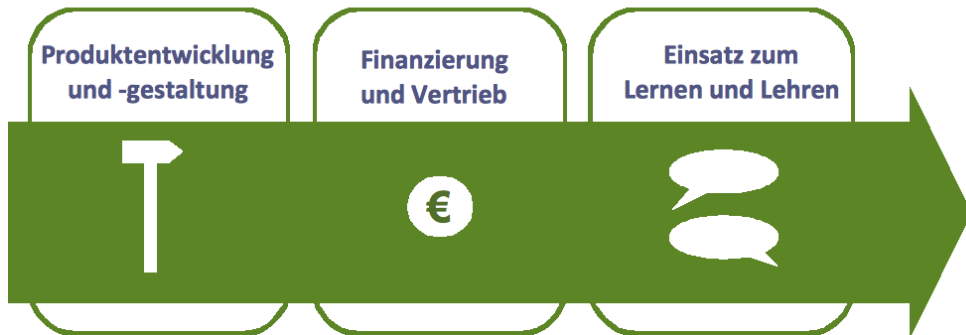 Produktentwicklung
und -gestaltung
Finanzierung
und Vertrieb
Einsatz zum
Lernen und Lehren
€